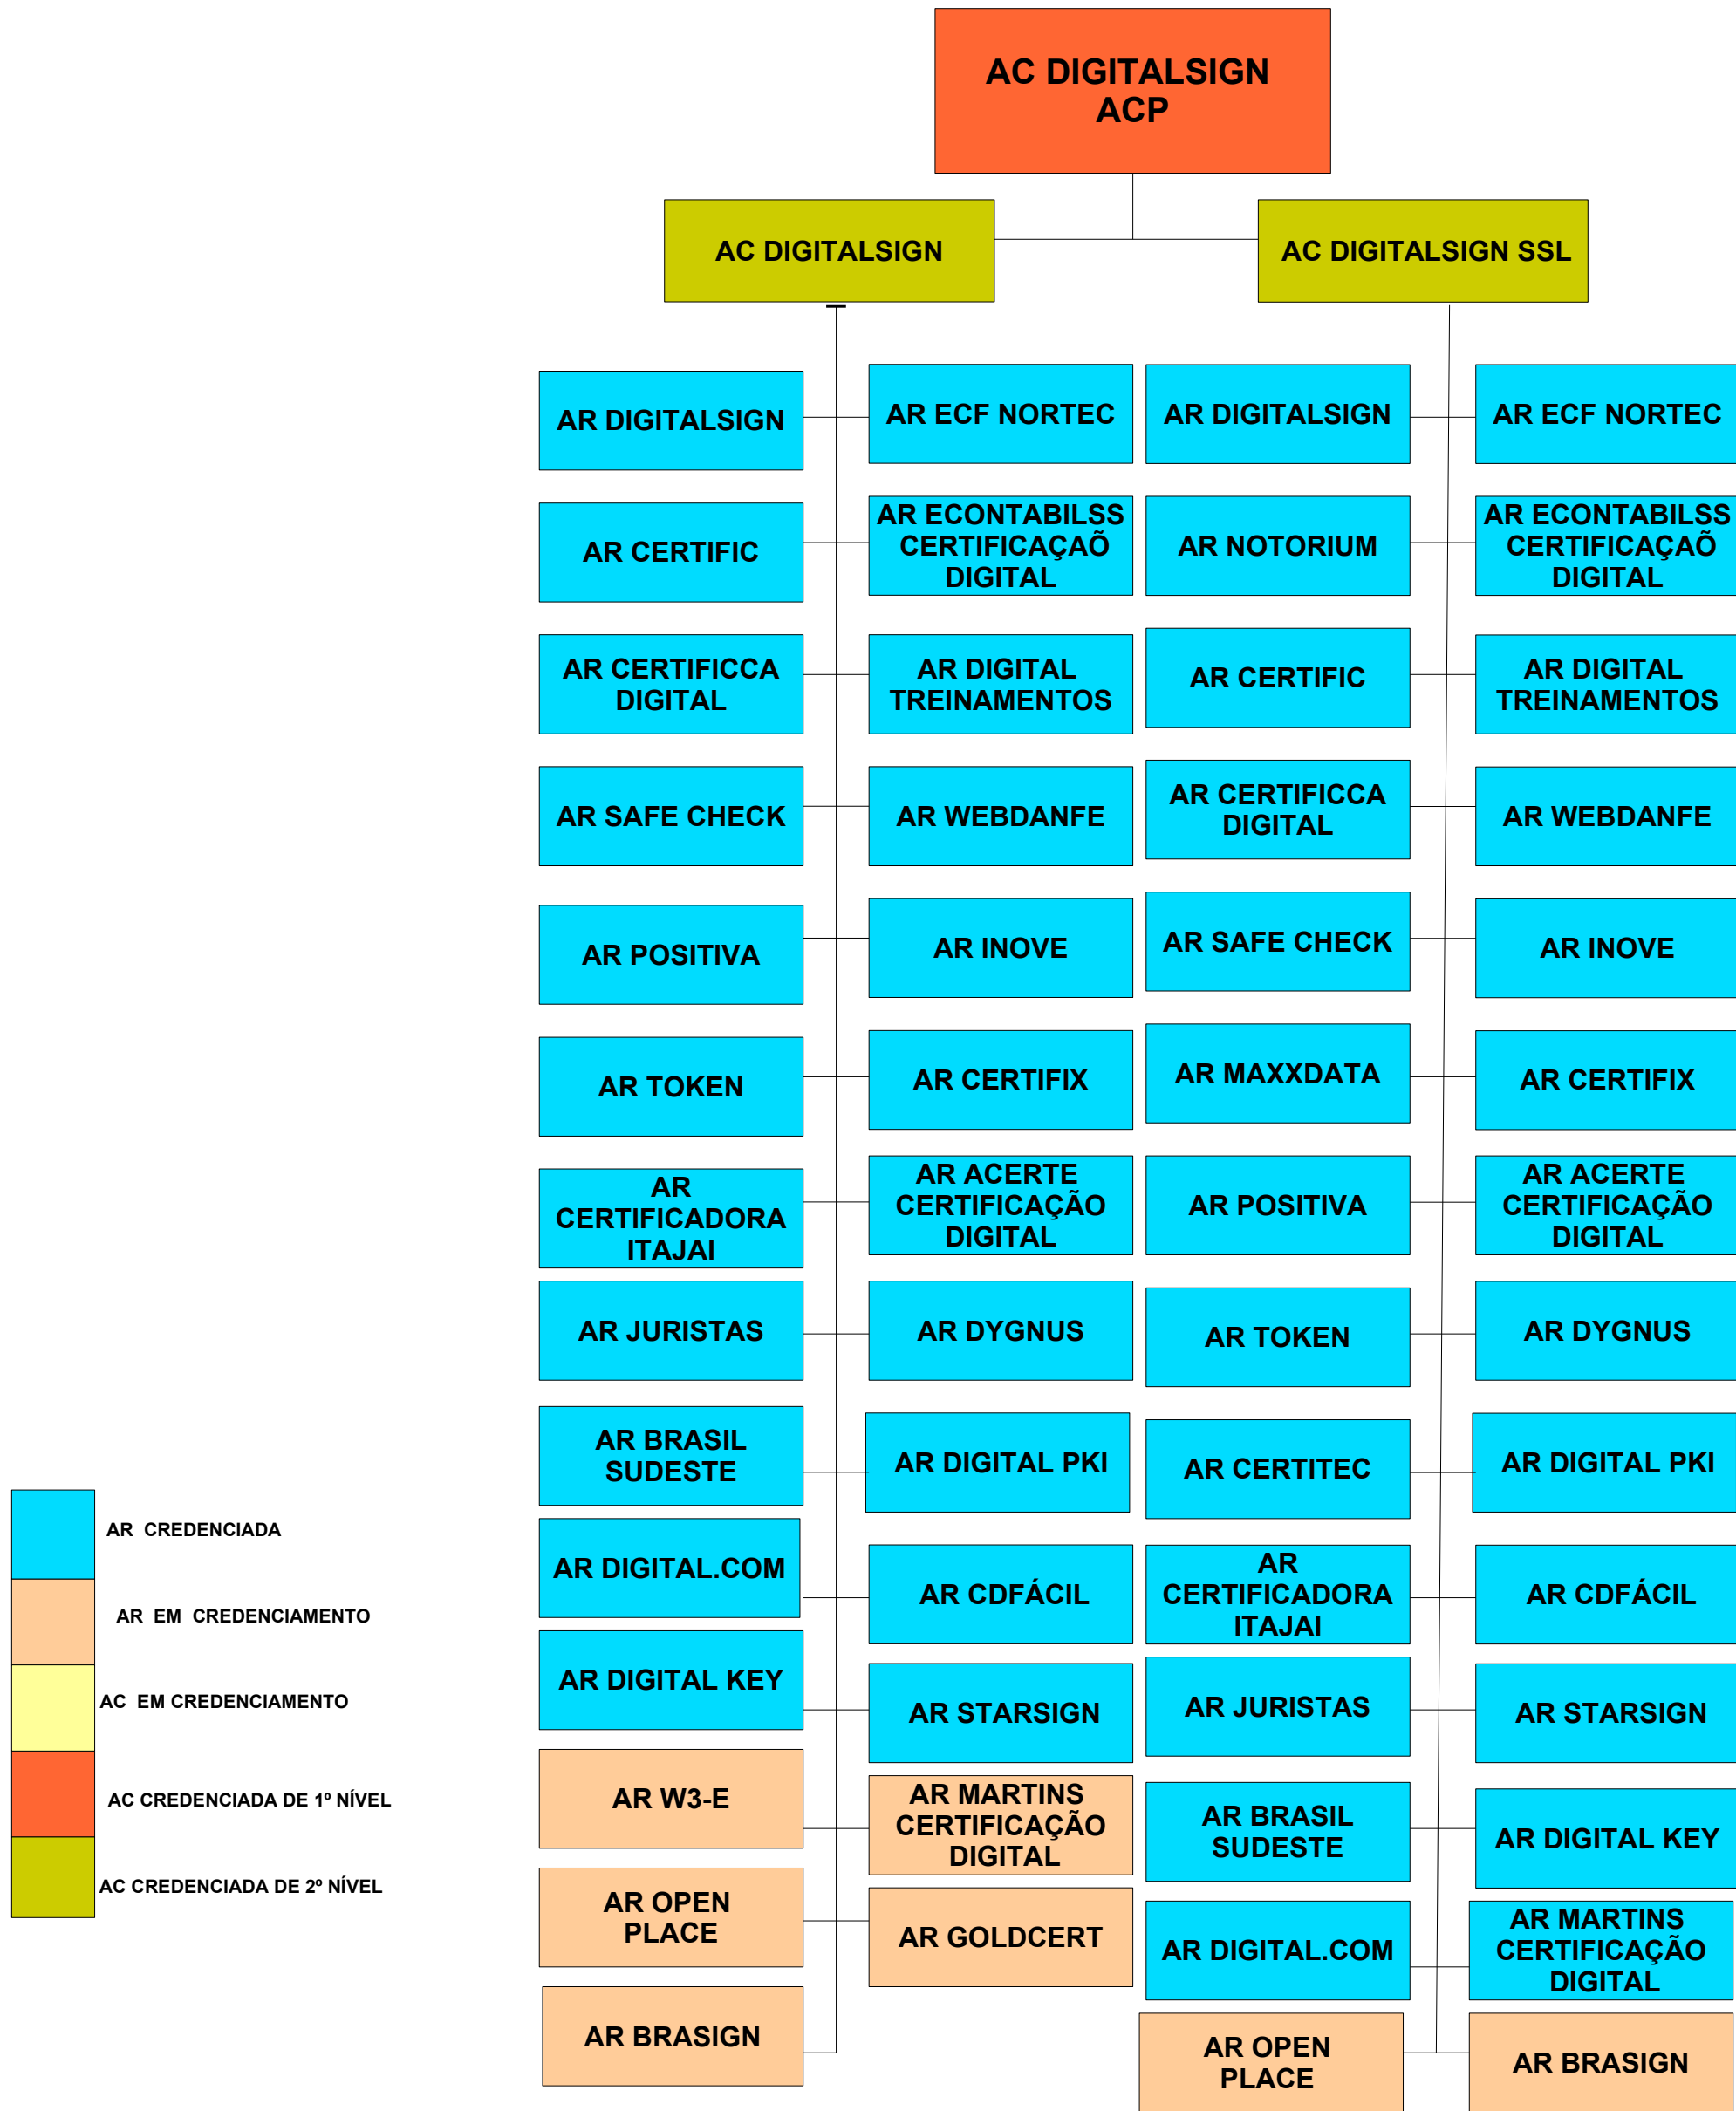 AC DIGITALSIGN
ACP
AC DIGITALSIGN
AC DIGITALSIGN SSL
AR DIGITALSIGN
AR ECF NORTEC
AR DIGITALSIGN
AR ECF NORTEC
AR CERTIFIC
AR ECONTABILSS
CERTIFICAÇAÕ
DIGITAL
AR NOTORIUM
AR ECONTABILSS
CERTIFICAÇAÕ
DIGITAL
AR CERTIFICCA
DIGITAL
AR DIGITAL
TREINAMENTOS
AR CERTIFIC
AR DIGITAL
TREINAMENTOS
AR SAFE CHECK
AR WEBDANFE
AR CERTIFICCA
DIGITAL
AR WEBDANFE
AR POSITIVA
AR INOVE
AR SAFE CHECK
AR INOVE
AR TOKEN
AR CERTIFIX
AR MAXXDATA
AR CERTIFIX
AR
CERTIFICADORA
ITAJAI
AR ACERTE
CERTIFICAÇÃO
DIGITAL
AR POSITIVA
AR ACERTE
CERTIFICAÇÃO
DIGITAL
AR JURISTAS
AR DYGNUS
AR TOKEN
AR DYGNUS
AR BRASIL
SUDESTE
AR DIGITAL PKI
AR CERTITEC
AR DIGITAL PKI
AR DIGITAL.COM
AR CDFÁCIL
AR
CERTIFICADORA
ITAJAI
AR CDFÁCIL
AR DIGITAL KEY
AR STARSIGN
AR JURISTAS
AR STARSIGN
AR W3-E
AR MARTINS
CERTIFICAÇÃO
DIGITAL
AR BRASIL
SUDESTE
AR DIGITAL KEY
AR OPEN
PLACE
AR GOLDCERT
AR DIGITAL.COM
AR MARTINS
CERTIFICAÇÃO
DIGITAL
AR BRASIGN
AR OPEN
PLACE
AR BRASIGN
AR CREDENCIADA
AR EM CREDENCIAMENTO
AC EM CREDENCIAMENTO
AC CREDENCIADA DE 1º NÍVEL
AC CREDENCIADA DE 2º NÍVEL